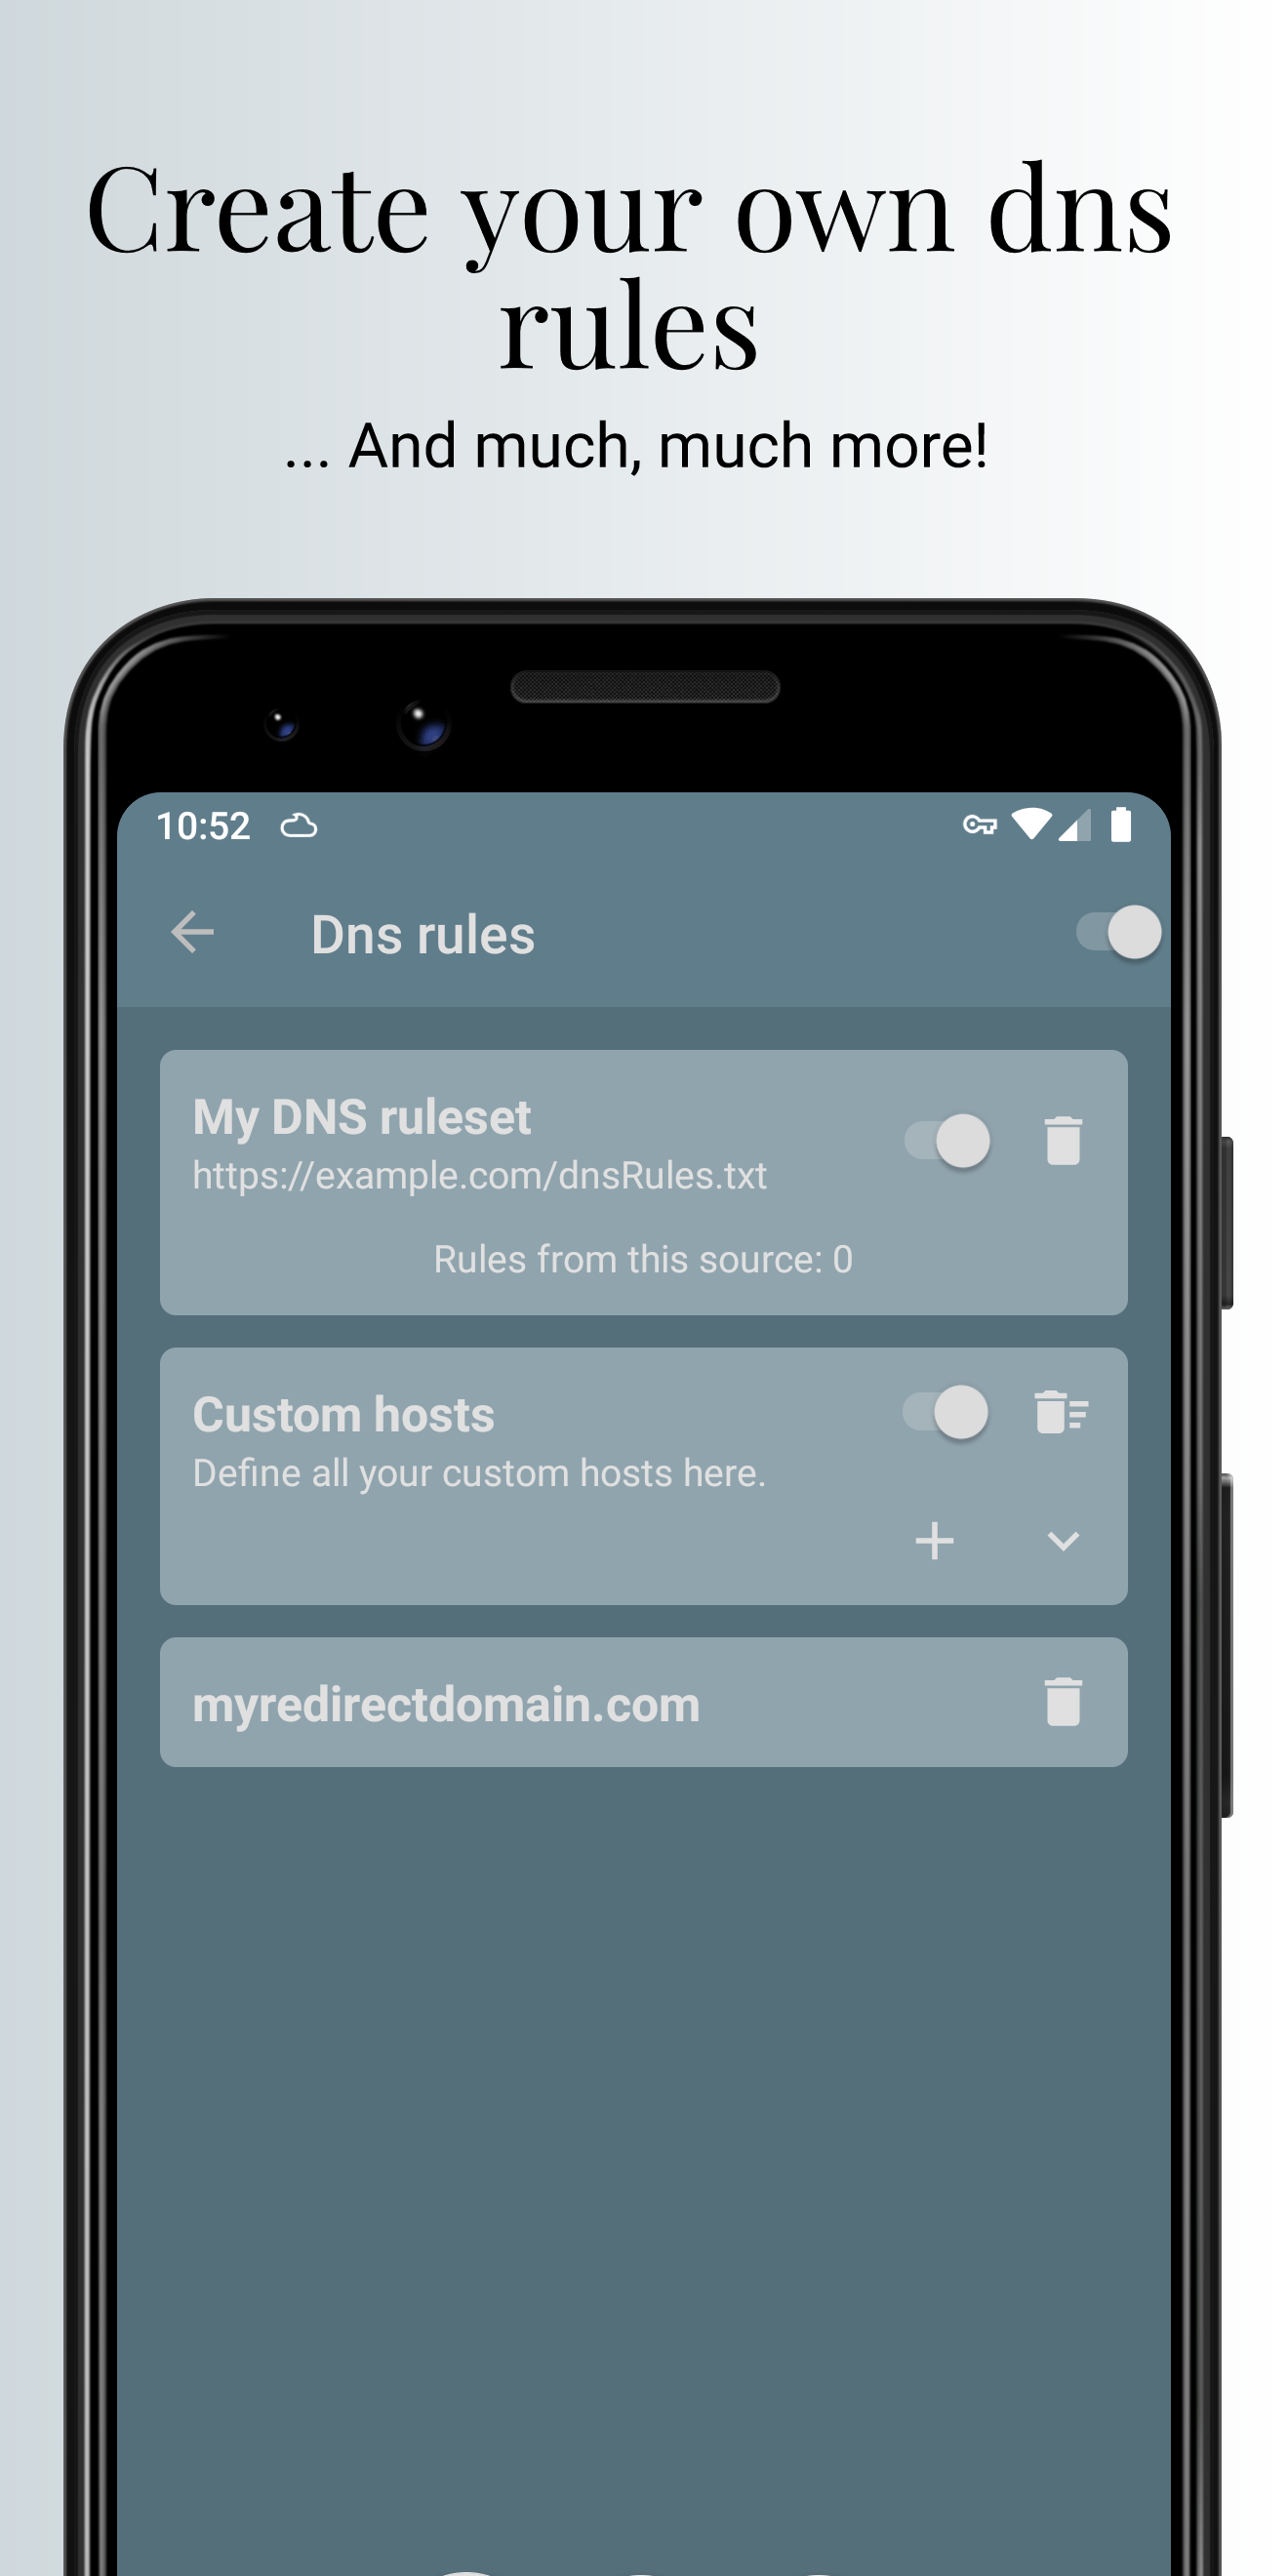 Create your own dns
rules
... And much, much more!
10:52
Dns rules
My DNS ruleset
https://example.com/dnsRules.txt
Rules from this source: 0
Custom hosts
Define all your custom hosts here.
myredirectdomain.com